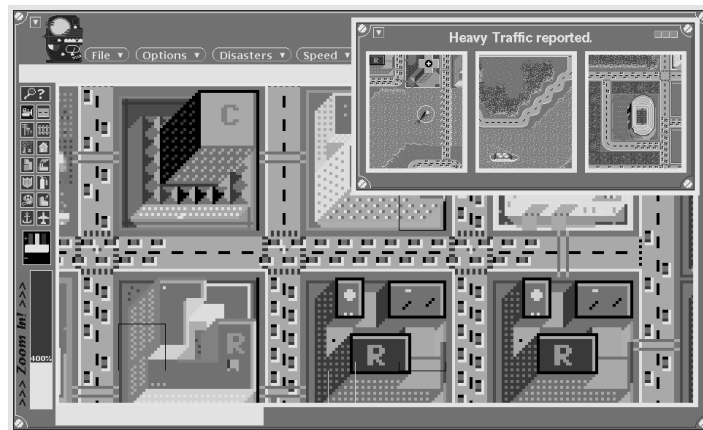 Heavy Traffic reported.
File ▾ Options ▾ Disasters ▾ Speed ▾
R
?
C
400%
>>> Zoom In! >>>
R
R
R